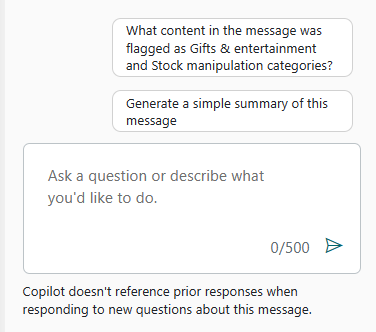 What content in the message was
flagged as Gifts & entertainment
and Stock manipulation categories?
Generate a simple summary of this
message
Ask a question or describe what
you'd like to do.
0/500
Copilot doesn't reference prior responses when
responding to new questions about this message.